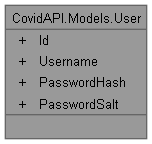 CovidAPI.Models.User
+ Id
+ Username
+ PasswordHash
+ PasswordSalt